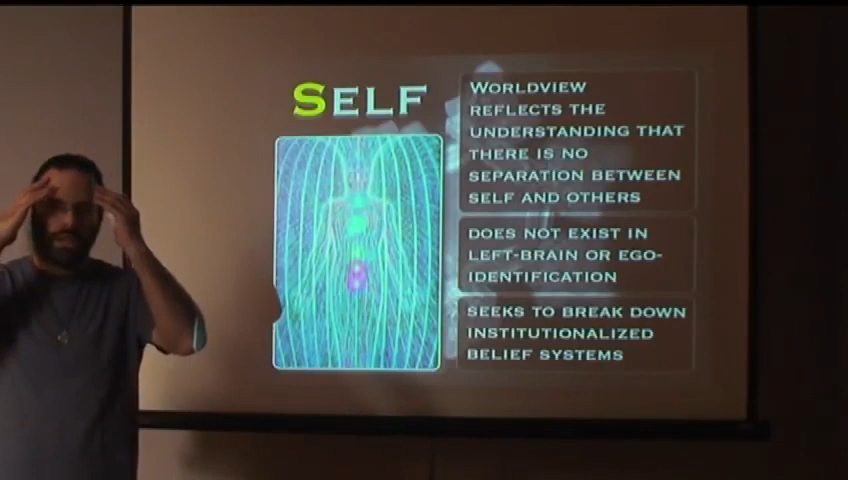 SELF
WORLDVIEW
REFLECTS THE
UNDERSTANDING THAT
THERE IS NO
SEPARATION BETWEEN
SELF AND OTHERS
DOES NOT EXIST IN
LEFT-BRAIN OR EGO-
IDENTIFICATION
SEEKS TO BREAK DOWN
INSTITUTIONALIZED
BELIEF SYSTEMS